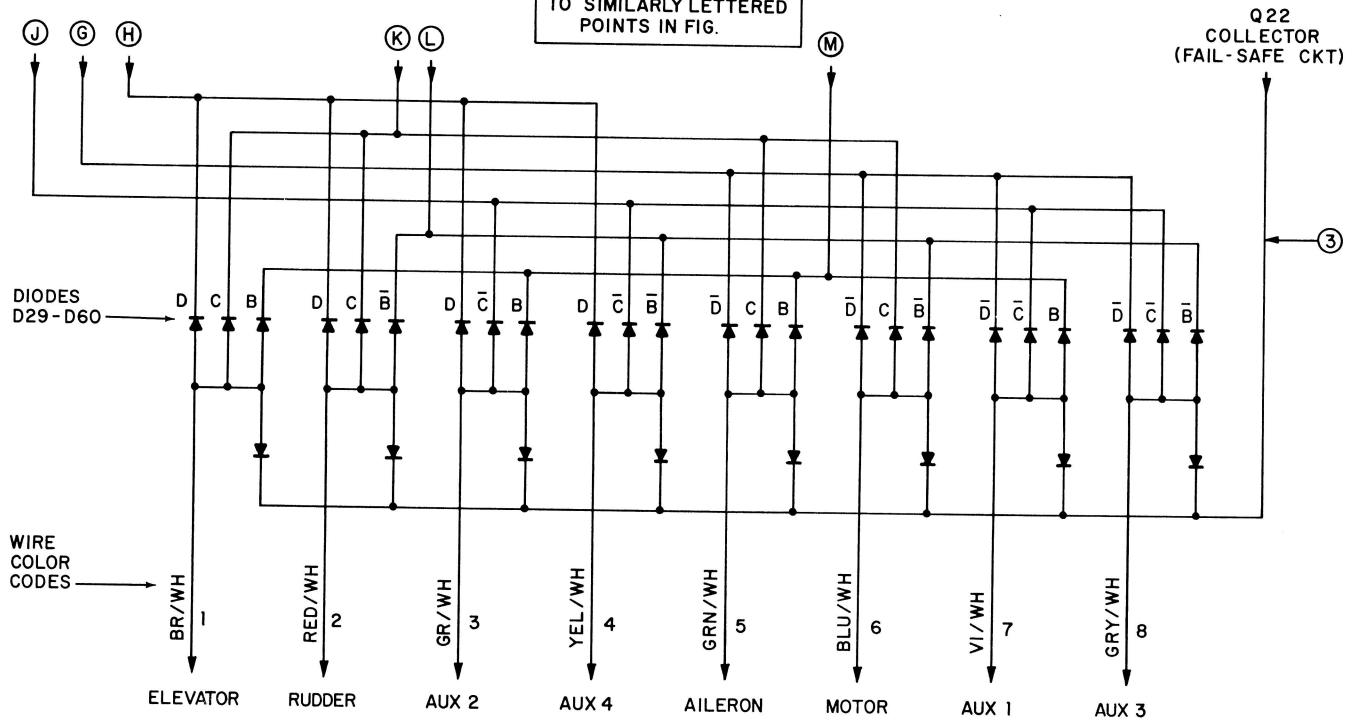 TO SIMILARLY LETTERED
POINTS IN FIG.
J G H K L M
Q22
COLLECTOR
(FAIL-SAFE CKT)
3
DIODES
D29-D60
D C B D C B̅ D C̅ B D C̅ B̅ D̅ C B D̅ C B̅ D̅ C̅ B D̅ C̅ B̅
WIRE
COLOR
CODES
BR/WH 1
RED/WH 2
GR/WH 3
YEL/WH 4
GRN/WH 5
BLU/WH 6
VI/WH 7
GRY/WH 8
ELEVATOR RUDDER AUX 2 AUX 4 AILERON MOTOR AUX 1 AUX 3